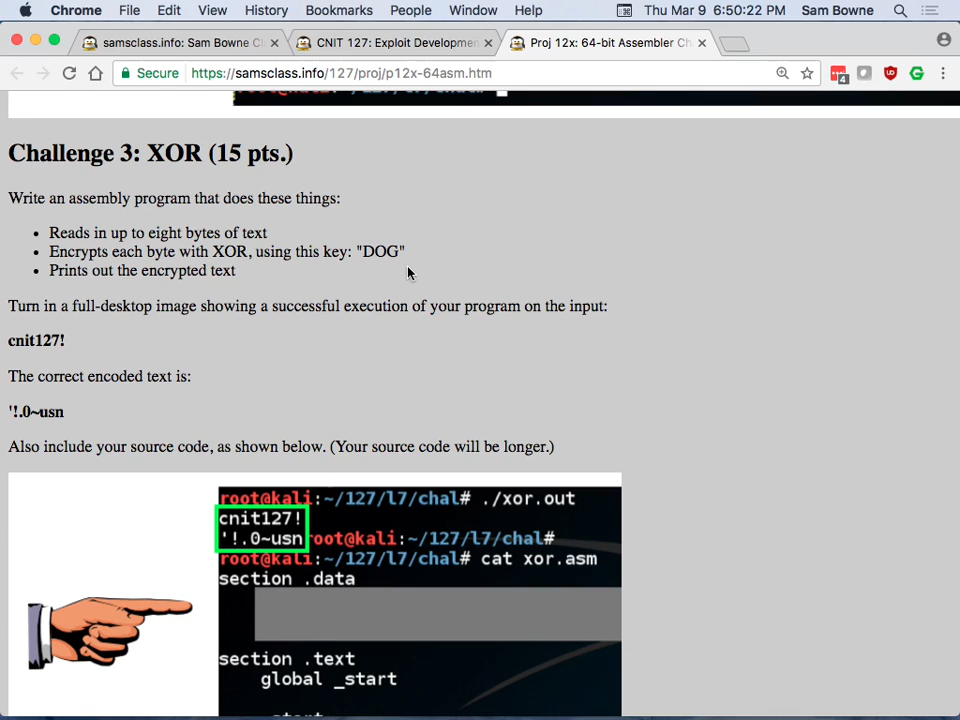 Chrome File Edit View History Bookmarks People Window Help Thu Mar 9 6:50:22 PM Sam Bowne
samsclass.info: Sam Bowne C CNIT 127: Exploit Developmen Proj 12x: 64-bit Assembler Ch
Secure https://samsclass.info/127/proj/p12x-64asm.htm 4
Challenge 3: XOR (15 pts.)
Write an assembly program that does these things:
Reads in up to eight bytes of text
Encrypts each byte with XOR, using this key: "DOG"
Prints out the encrypted text
Turn in a full-desktop image showing a successful execution of your program on the input:
cnit127!
The correct encoded text is:
'!.0~usn
Also include your source code, as shown below. (Your source code will be longer.)
root@kali:~/127/l7/chal# ./xor.out
cnit127!
'!.0~usnroot@kali:~/127/l7/chal#
root@kali:~/127/l7/chal# cat xor.asm
section .data
section .text
global _start